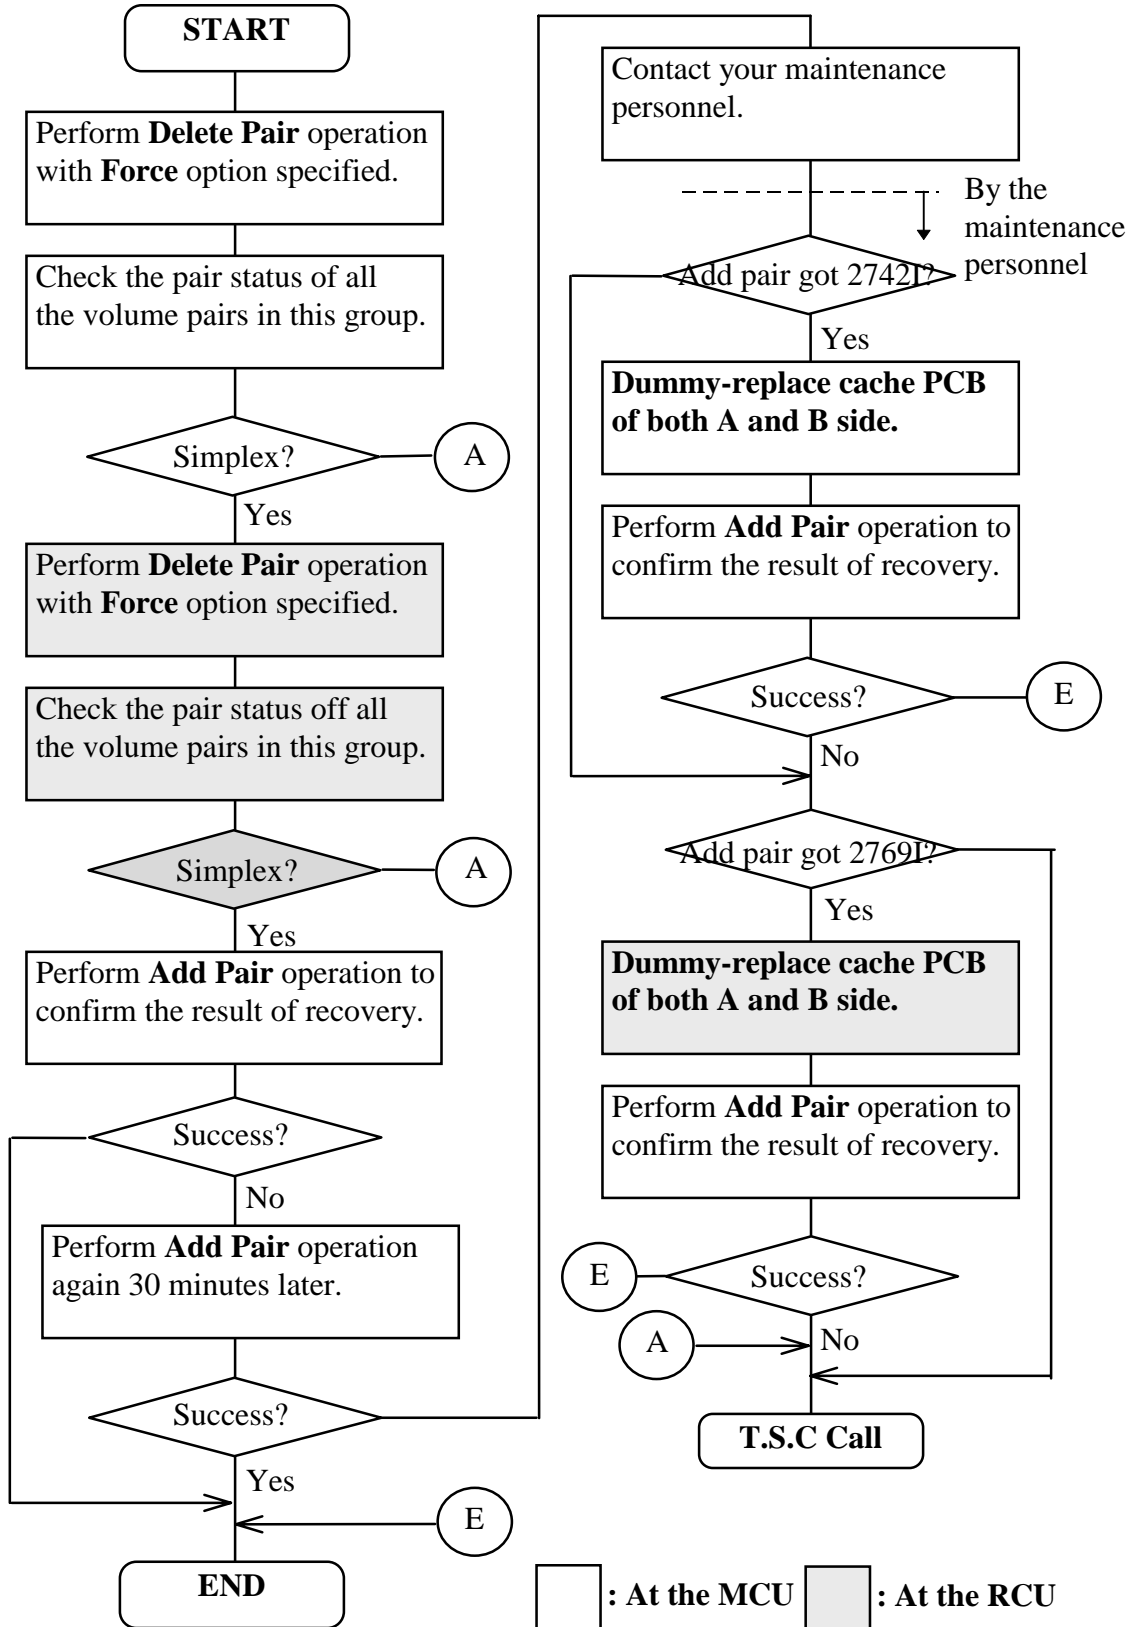 START
Perform Delete Pair operation
with Force option specified.
Check the pair status of all
the volume pairs in this group.
Simplex?
A
Yes
Perform Delete Pair operation
with Force option specified.
Check the pair status off all
the volume pairs in this group.
Simplex?
A
Yes
Perform Add Pair operation to
confirm the result of recovery.
Success?
No
Perform Add Pair operation
again 30 minutes later.
Success?
Yes
E
END
Contact your maintenance
personnel.
By the
maintenance
personnel
Add pair got 2742I?
Yes
Dummy-replace cache PCB
of both A and B side.
Perform Add Pair operation to
confirm the result of recovery.
Success?
E
No
Add pair got 2769I?
Yes
Dummy-replace cache PCB
of both A and B side.
Perform Add Pair operation to
confirm the result of recovery.
E
Success?
A
No
T.S.C Call
: At the MCU
: At the RCU